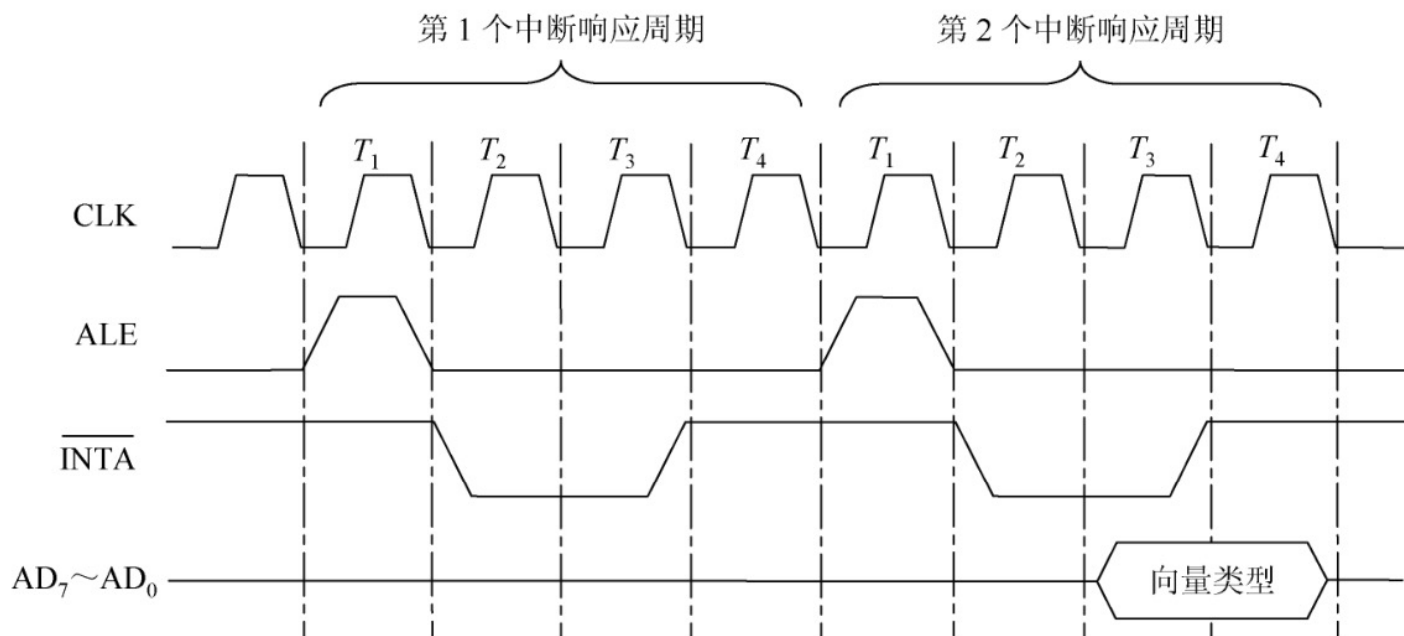 第 1 个中断响应周期 第 2 个中断响应周期
T₁ T₂ T₃ T₄ T₁ T₂ T₃ T₄
CLK
ALE
I̅N̅T̅A̅
AD₇～AD₀ 向量类型